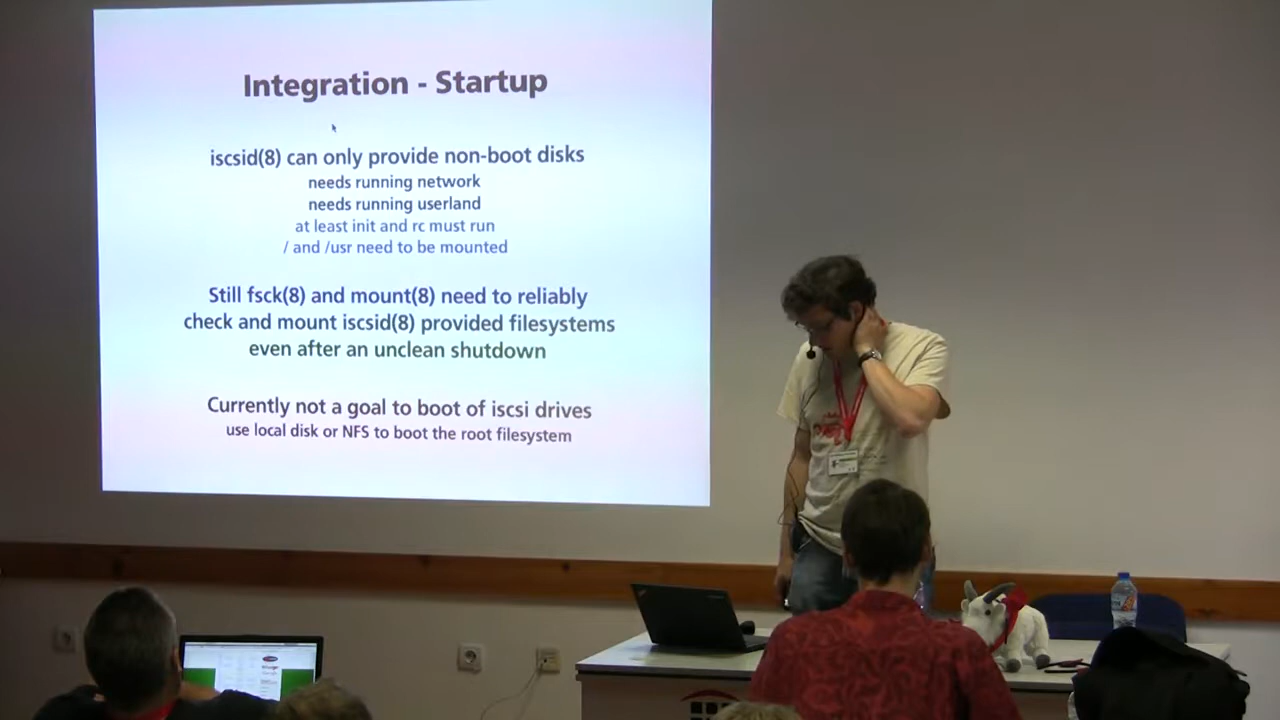 Integration - Startup
iscsid(8) can only provide non-boot disks
needs running network
needs running userland
at least init and rc must run
/ and /usr need to be mounted
Still fsck(8) and mount(8) need to reliably
check and mount iscsid(8) provided filesystems
even after an unclean shutdown
Currently not a goal to boot of iscsi drives
use local disk or NFS to boot the root filesystem